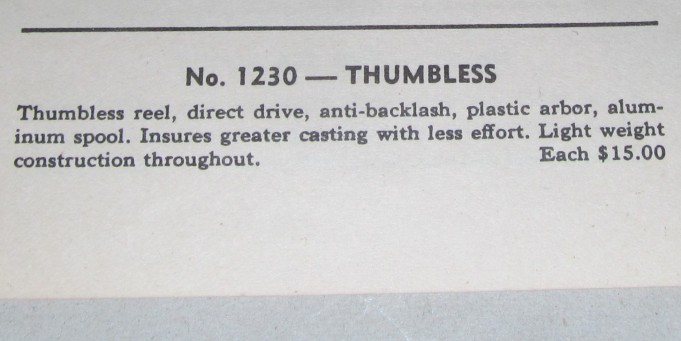 No. 1230 — THUMBLESS
Thumbless reel, direct drive, anti-backlash, plastic arbor, alum-
inum spool. Insures greater casting with less effort. Light weight
construction throughout. Each $15.00